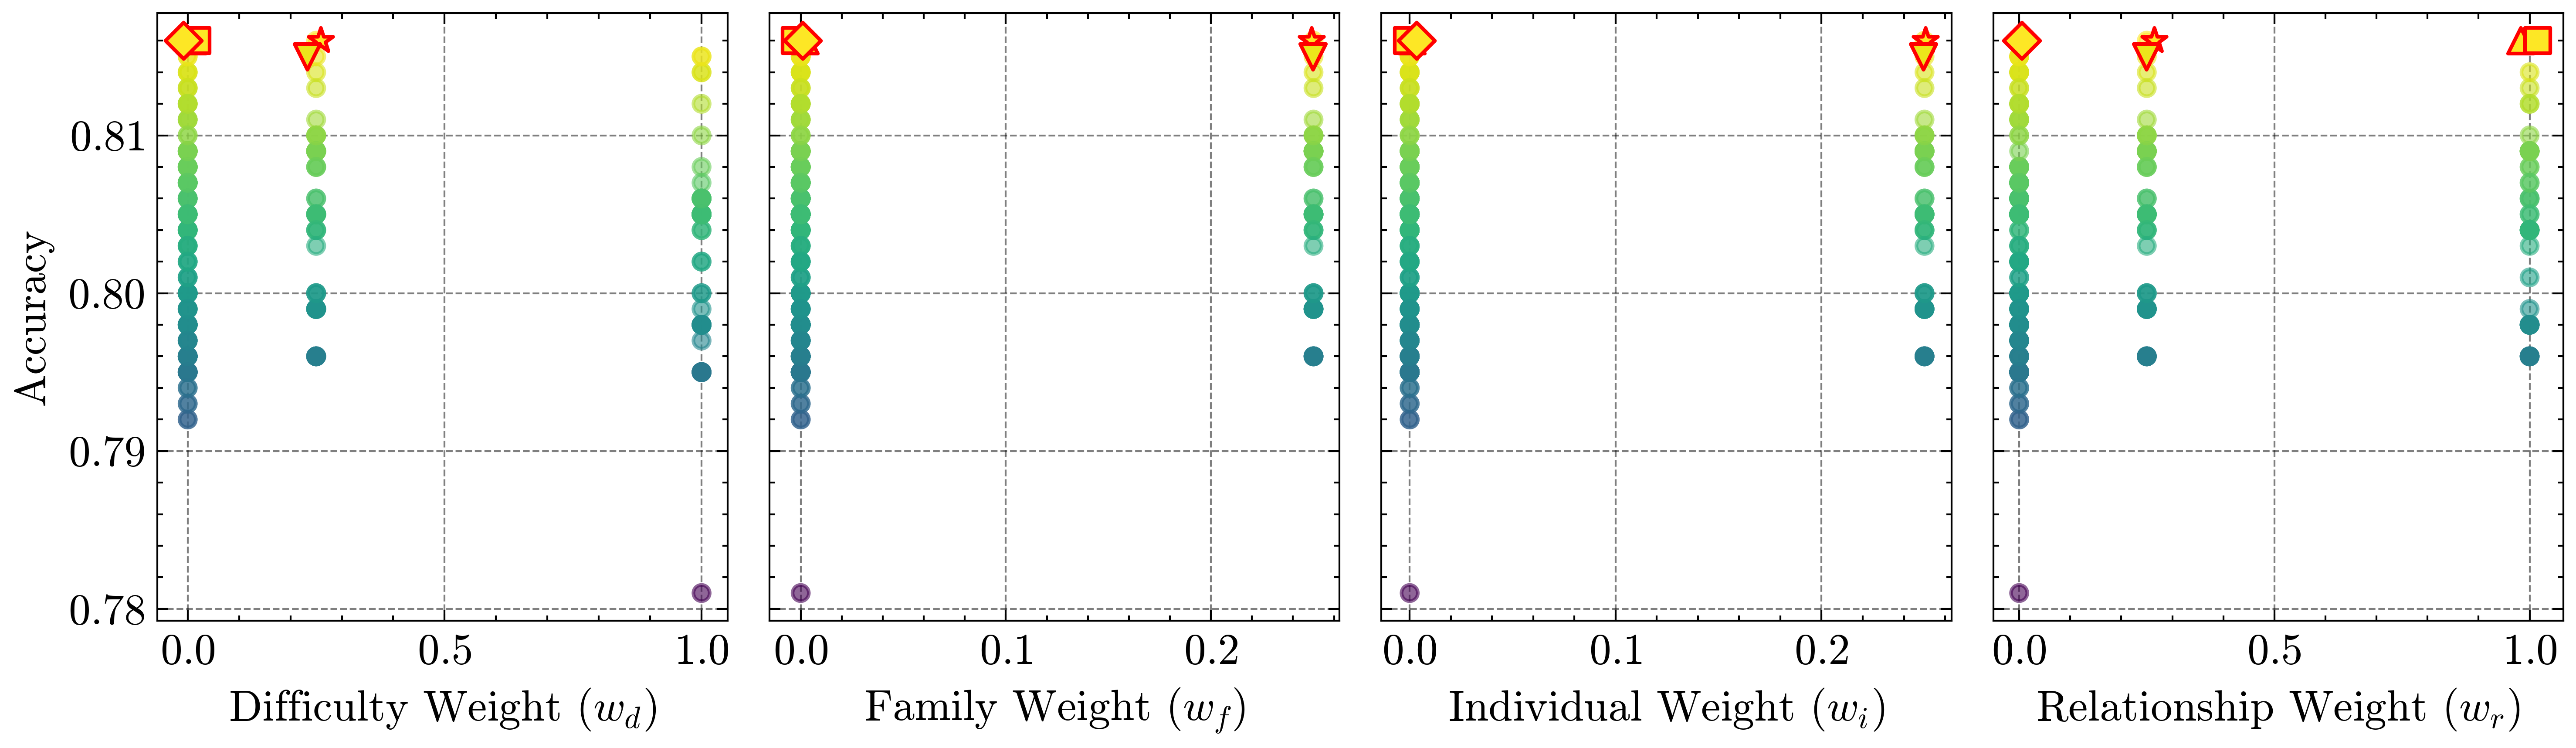 Accuracy
0.81
0.80
0.79
0.78
0.0 0.5 1.0
Difficulty Weight (w_d)
0.0 0.1 0.2
Family Weight (w_f)
0.0 0.1 0.2
Individual Weight (w_i)
0.0 0.5 1.0
Relationship Weight (w_r)